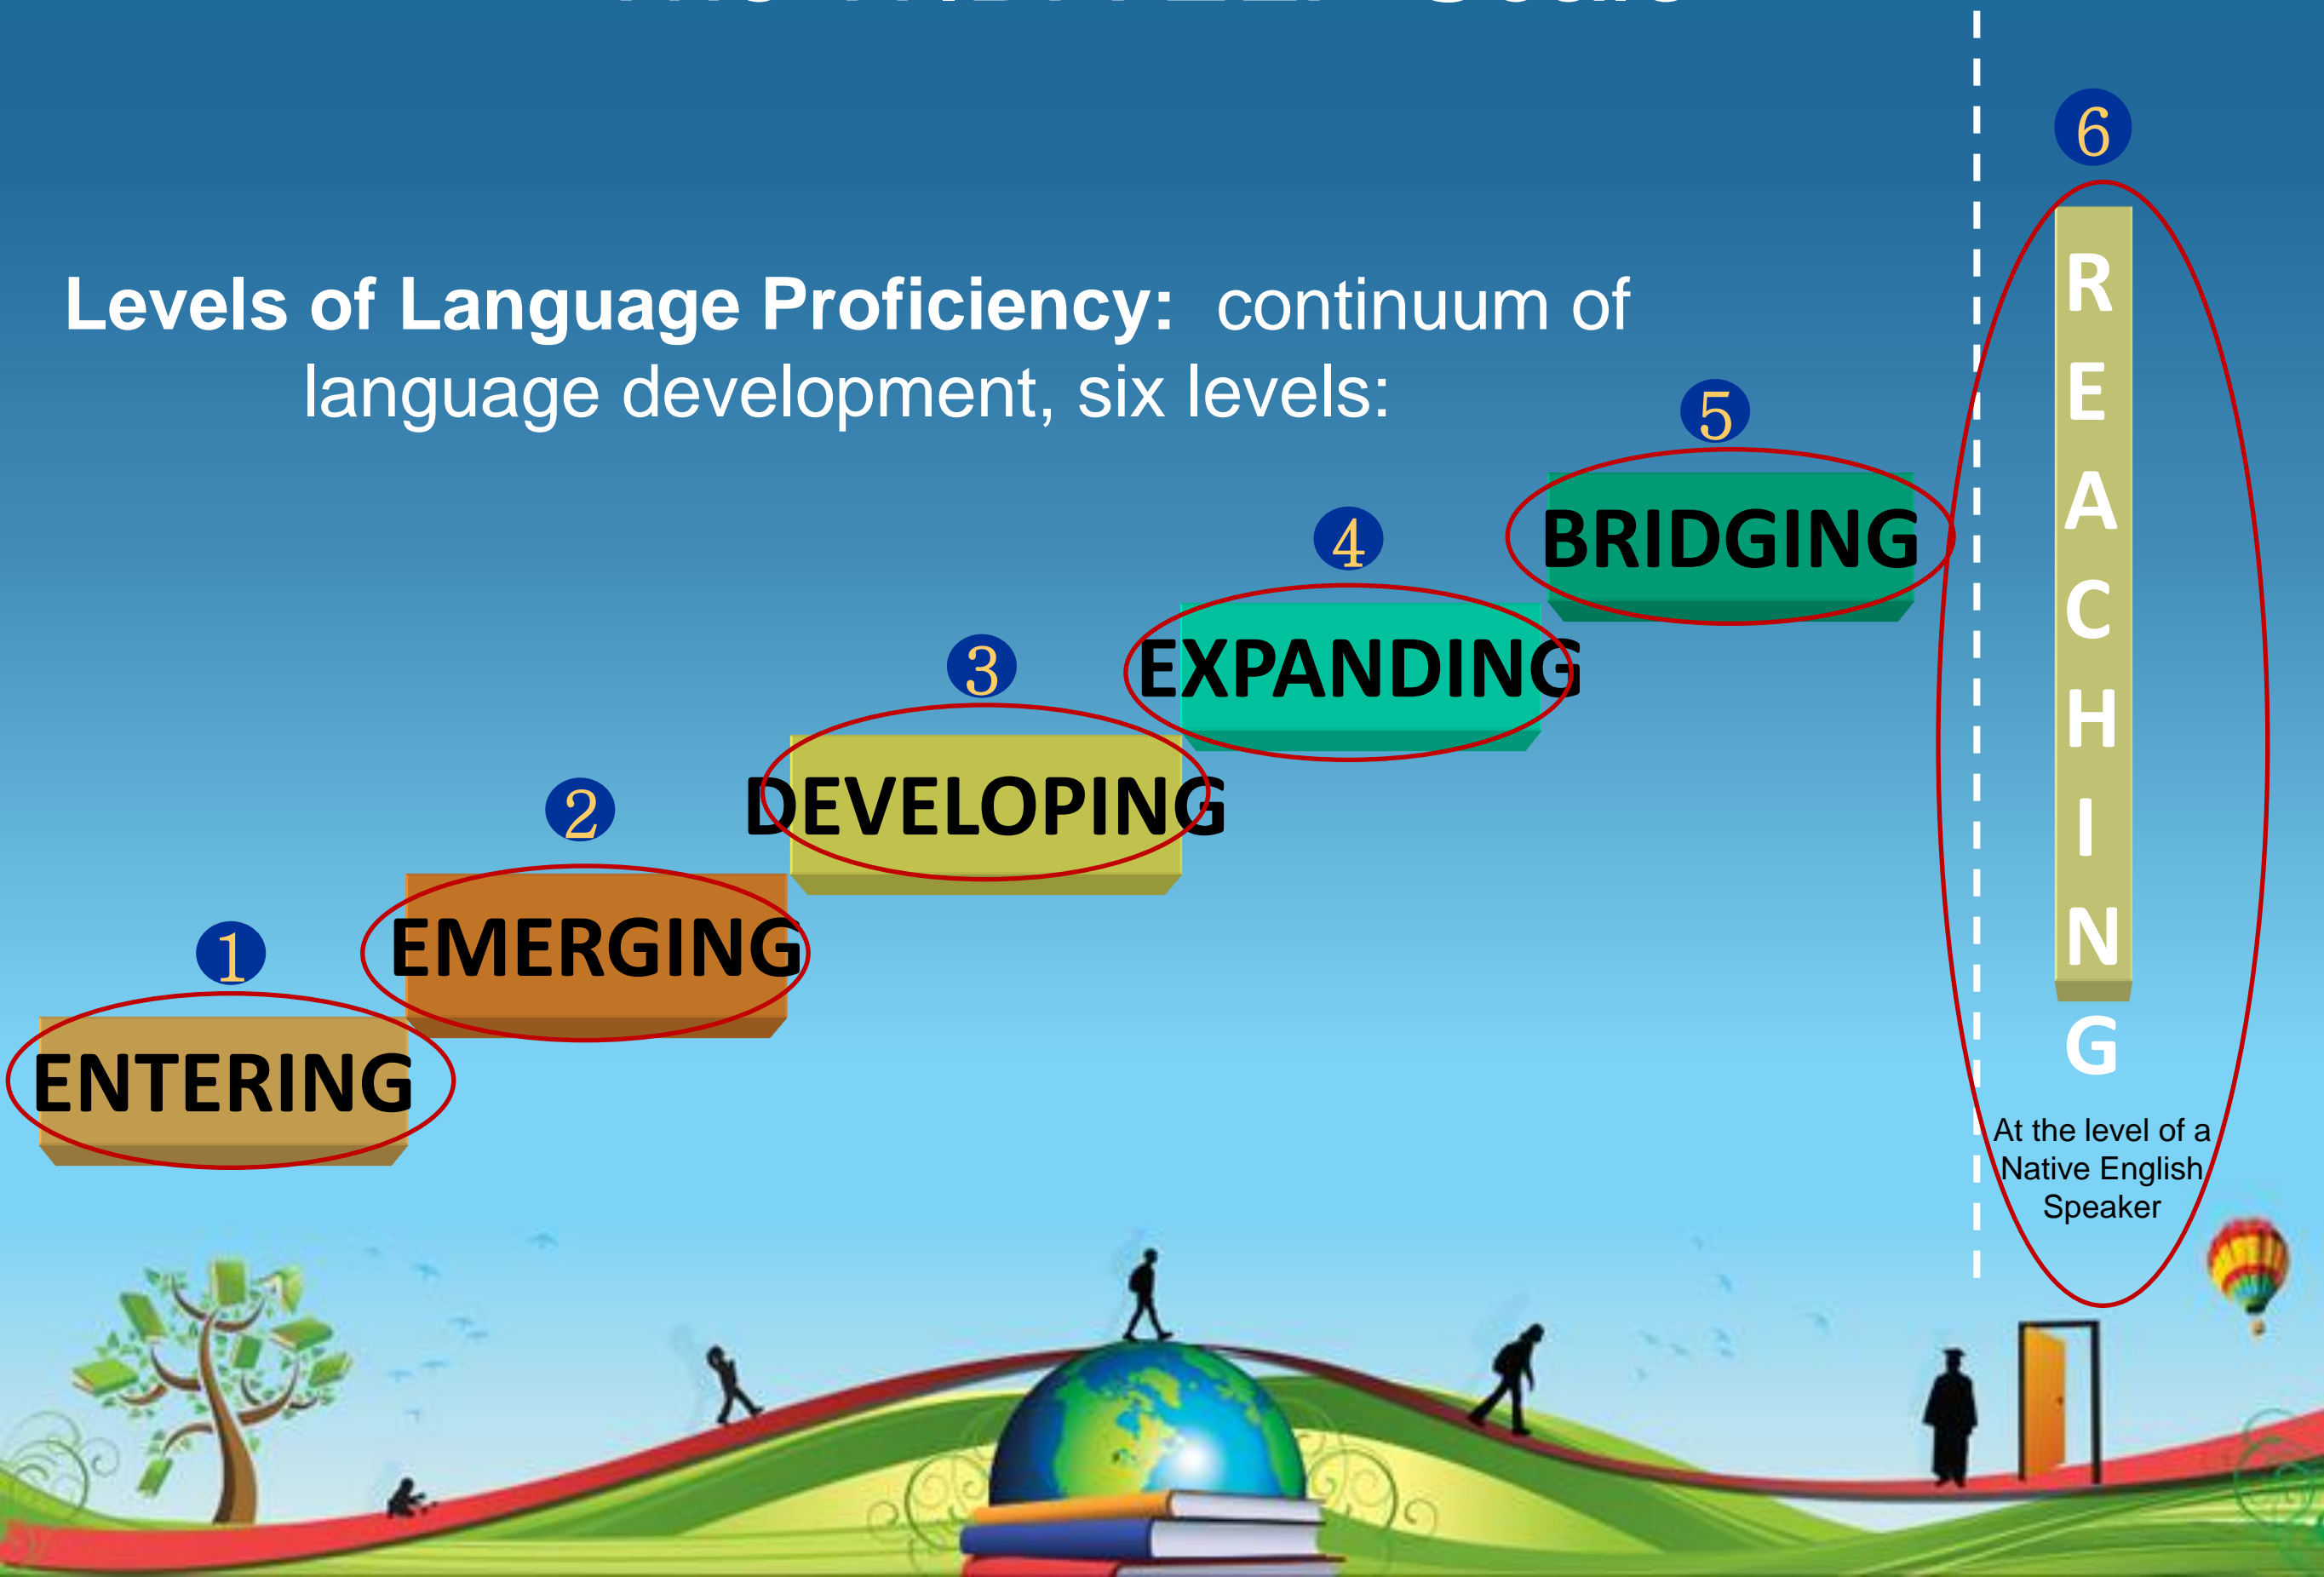 Levels of Language Proficiency: continuum of
language development, six levels:
6
REACHING
5
BRIDGING
4
EXPANDING
3
DEVELOPING
2
EMERGING
1
ENTERING
At the level of a
Native English
Speaker